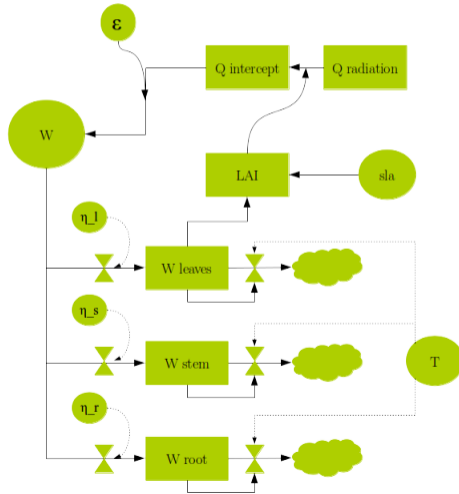 ε
Q intercept
Q radiation
W
LAI
sla
η_l
W leaves
η_s
W stem
T
η_r
W root